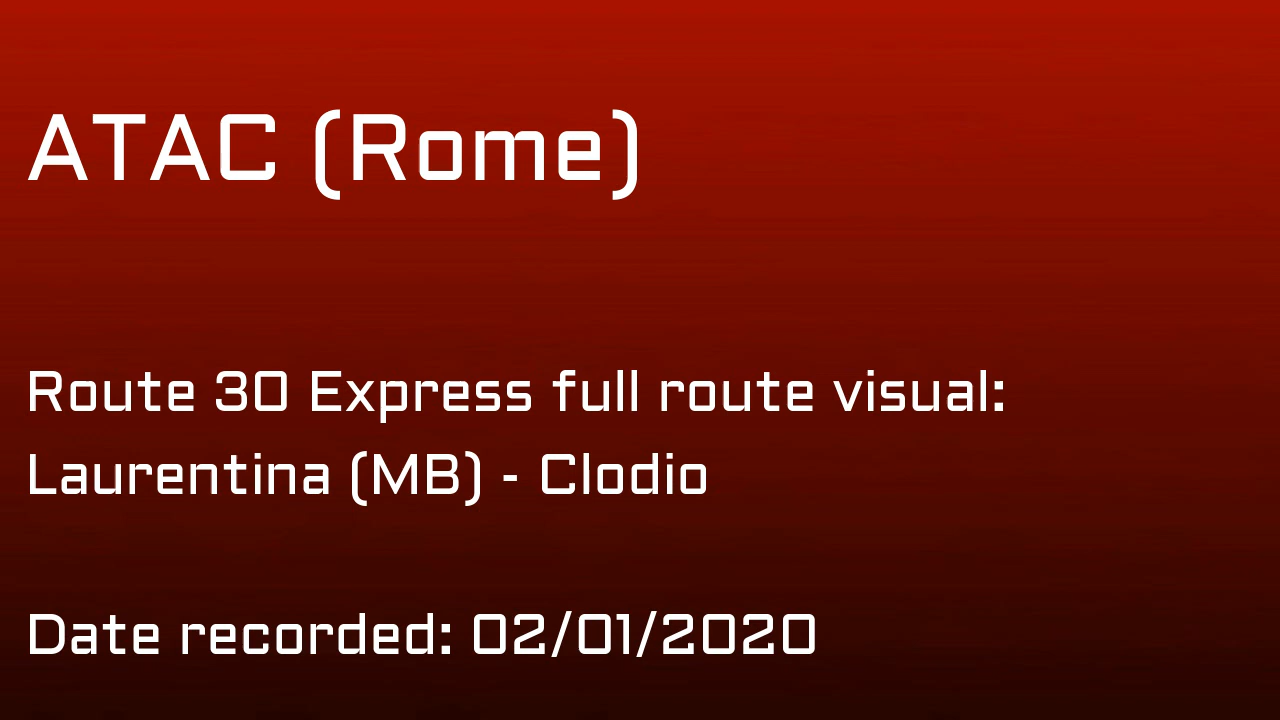 ATAC (Rome)
Route 30 Express full route visual:
Laurentina (MB) - Clodio
Date recorded: 02/01/2020